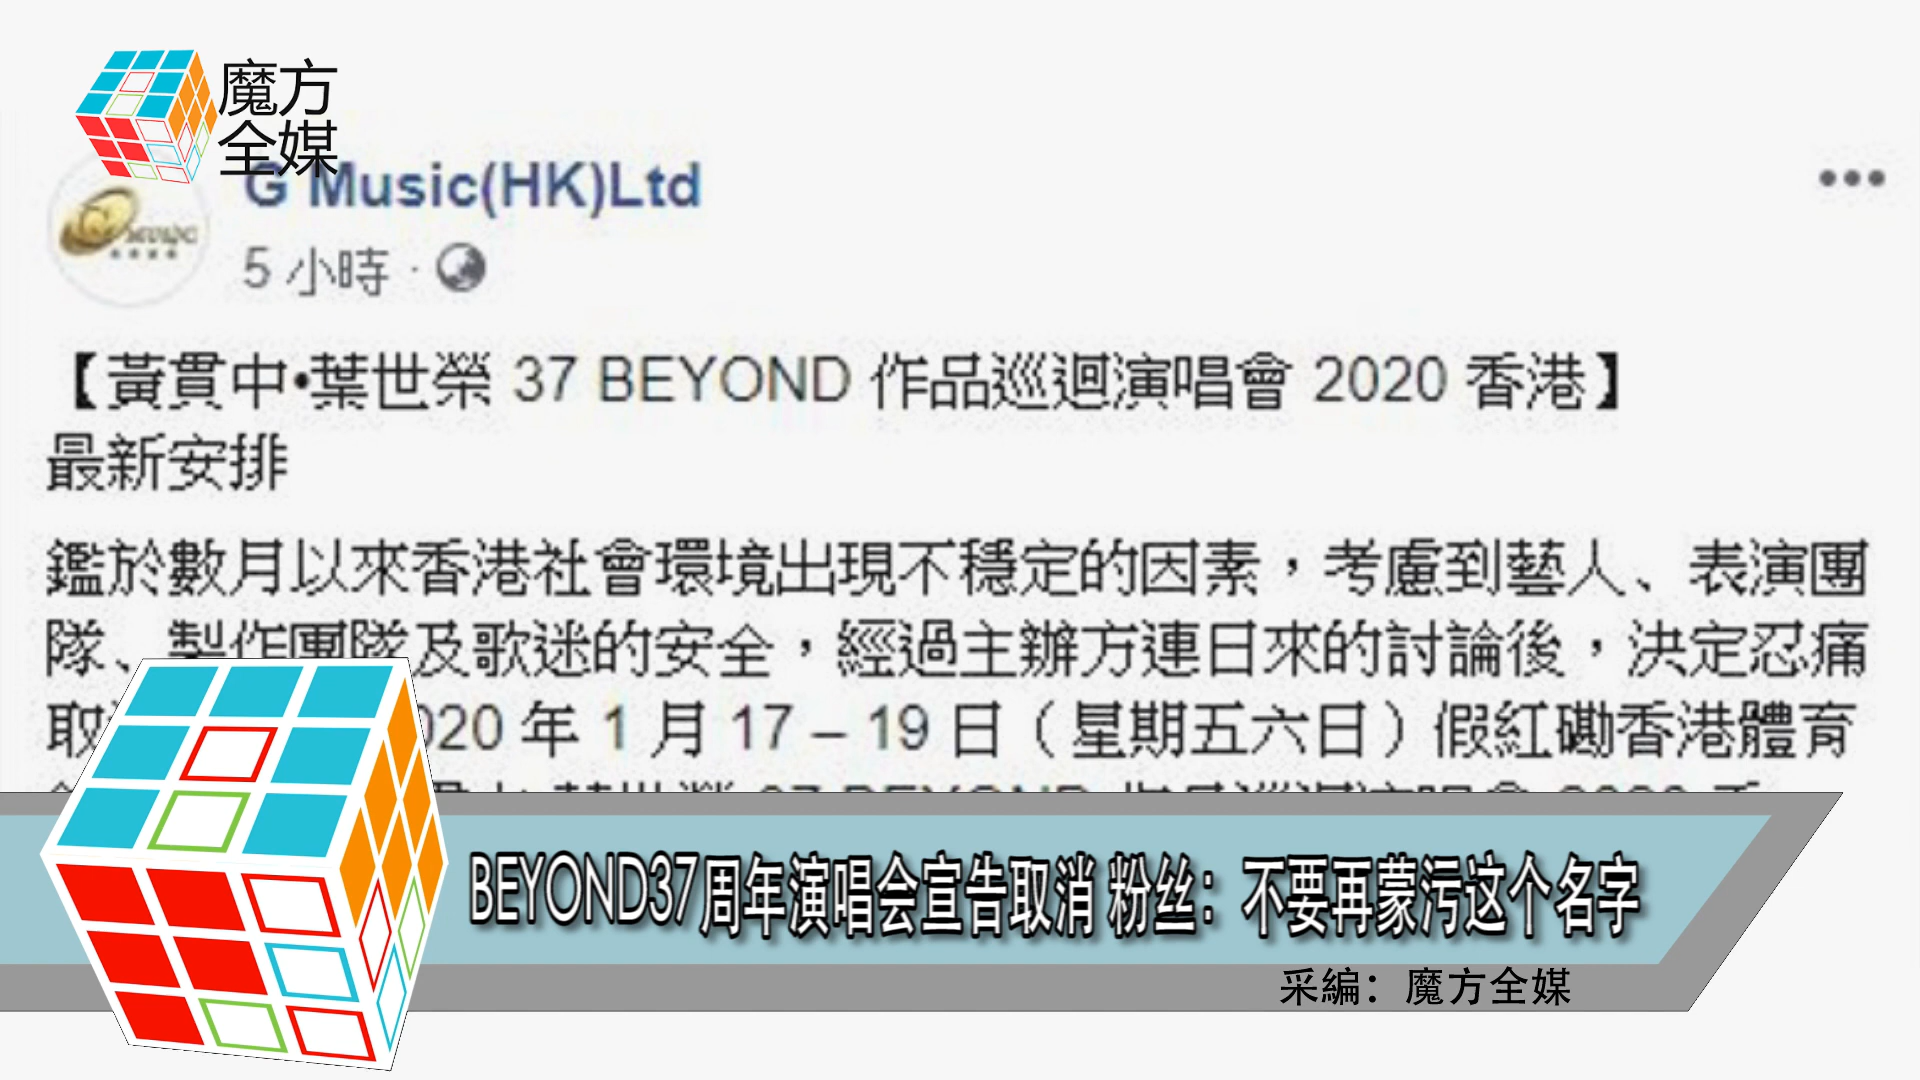 魔方
全媒
G Music(HK)Ltd
5 小時 ·
【黃貫中•葉世榮 37 BEYOND 作品巡迴演唱會 2020 香港】
最新安排
鑑於數月以來香港社會環境出現不穩定的因素，考慮到藝人、表演團
隊、製作團隊及歌迷的安全，經過主辦方連日來的討論後，決定忍痛
取 020 年 1 月 17 – 19 日（星期五六日）假紅磡香港體育
BEYOND37周年演唱会宣告取消 粉丝：不要再蒙污这个名字
采編：魔方全媒